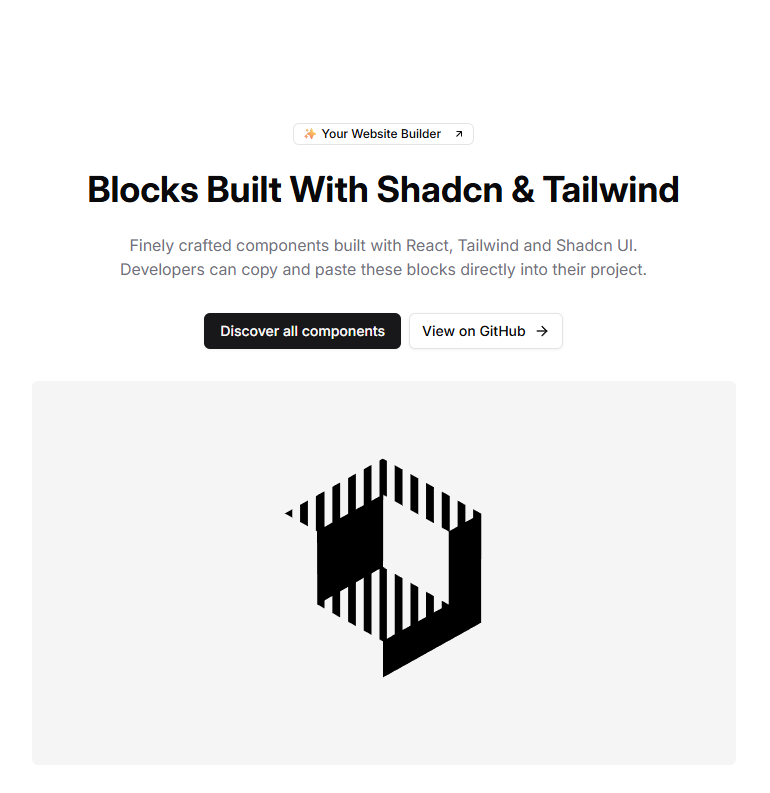 ✨ Your Website Builder
Blocks Built With Shadcn & Tailwind
Finely crafted components built with React, Tailwind and Shadcn UI.
Developers can copy and paste these blocks directly into their project.
Discover all components
View on GitHub